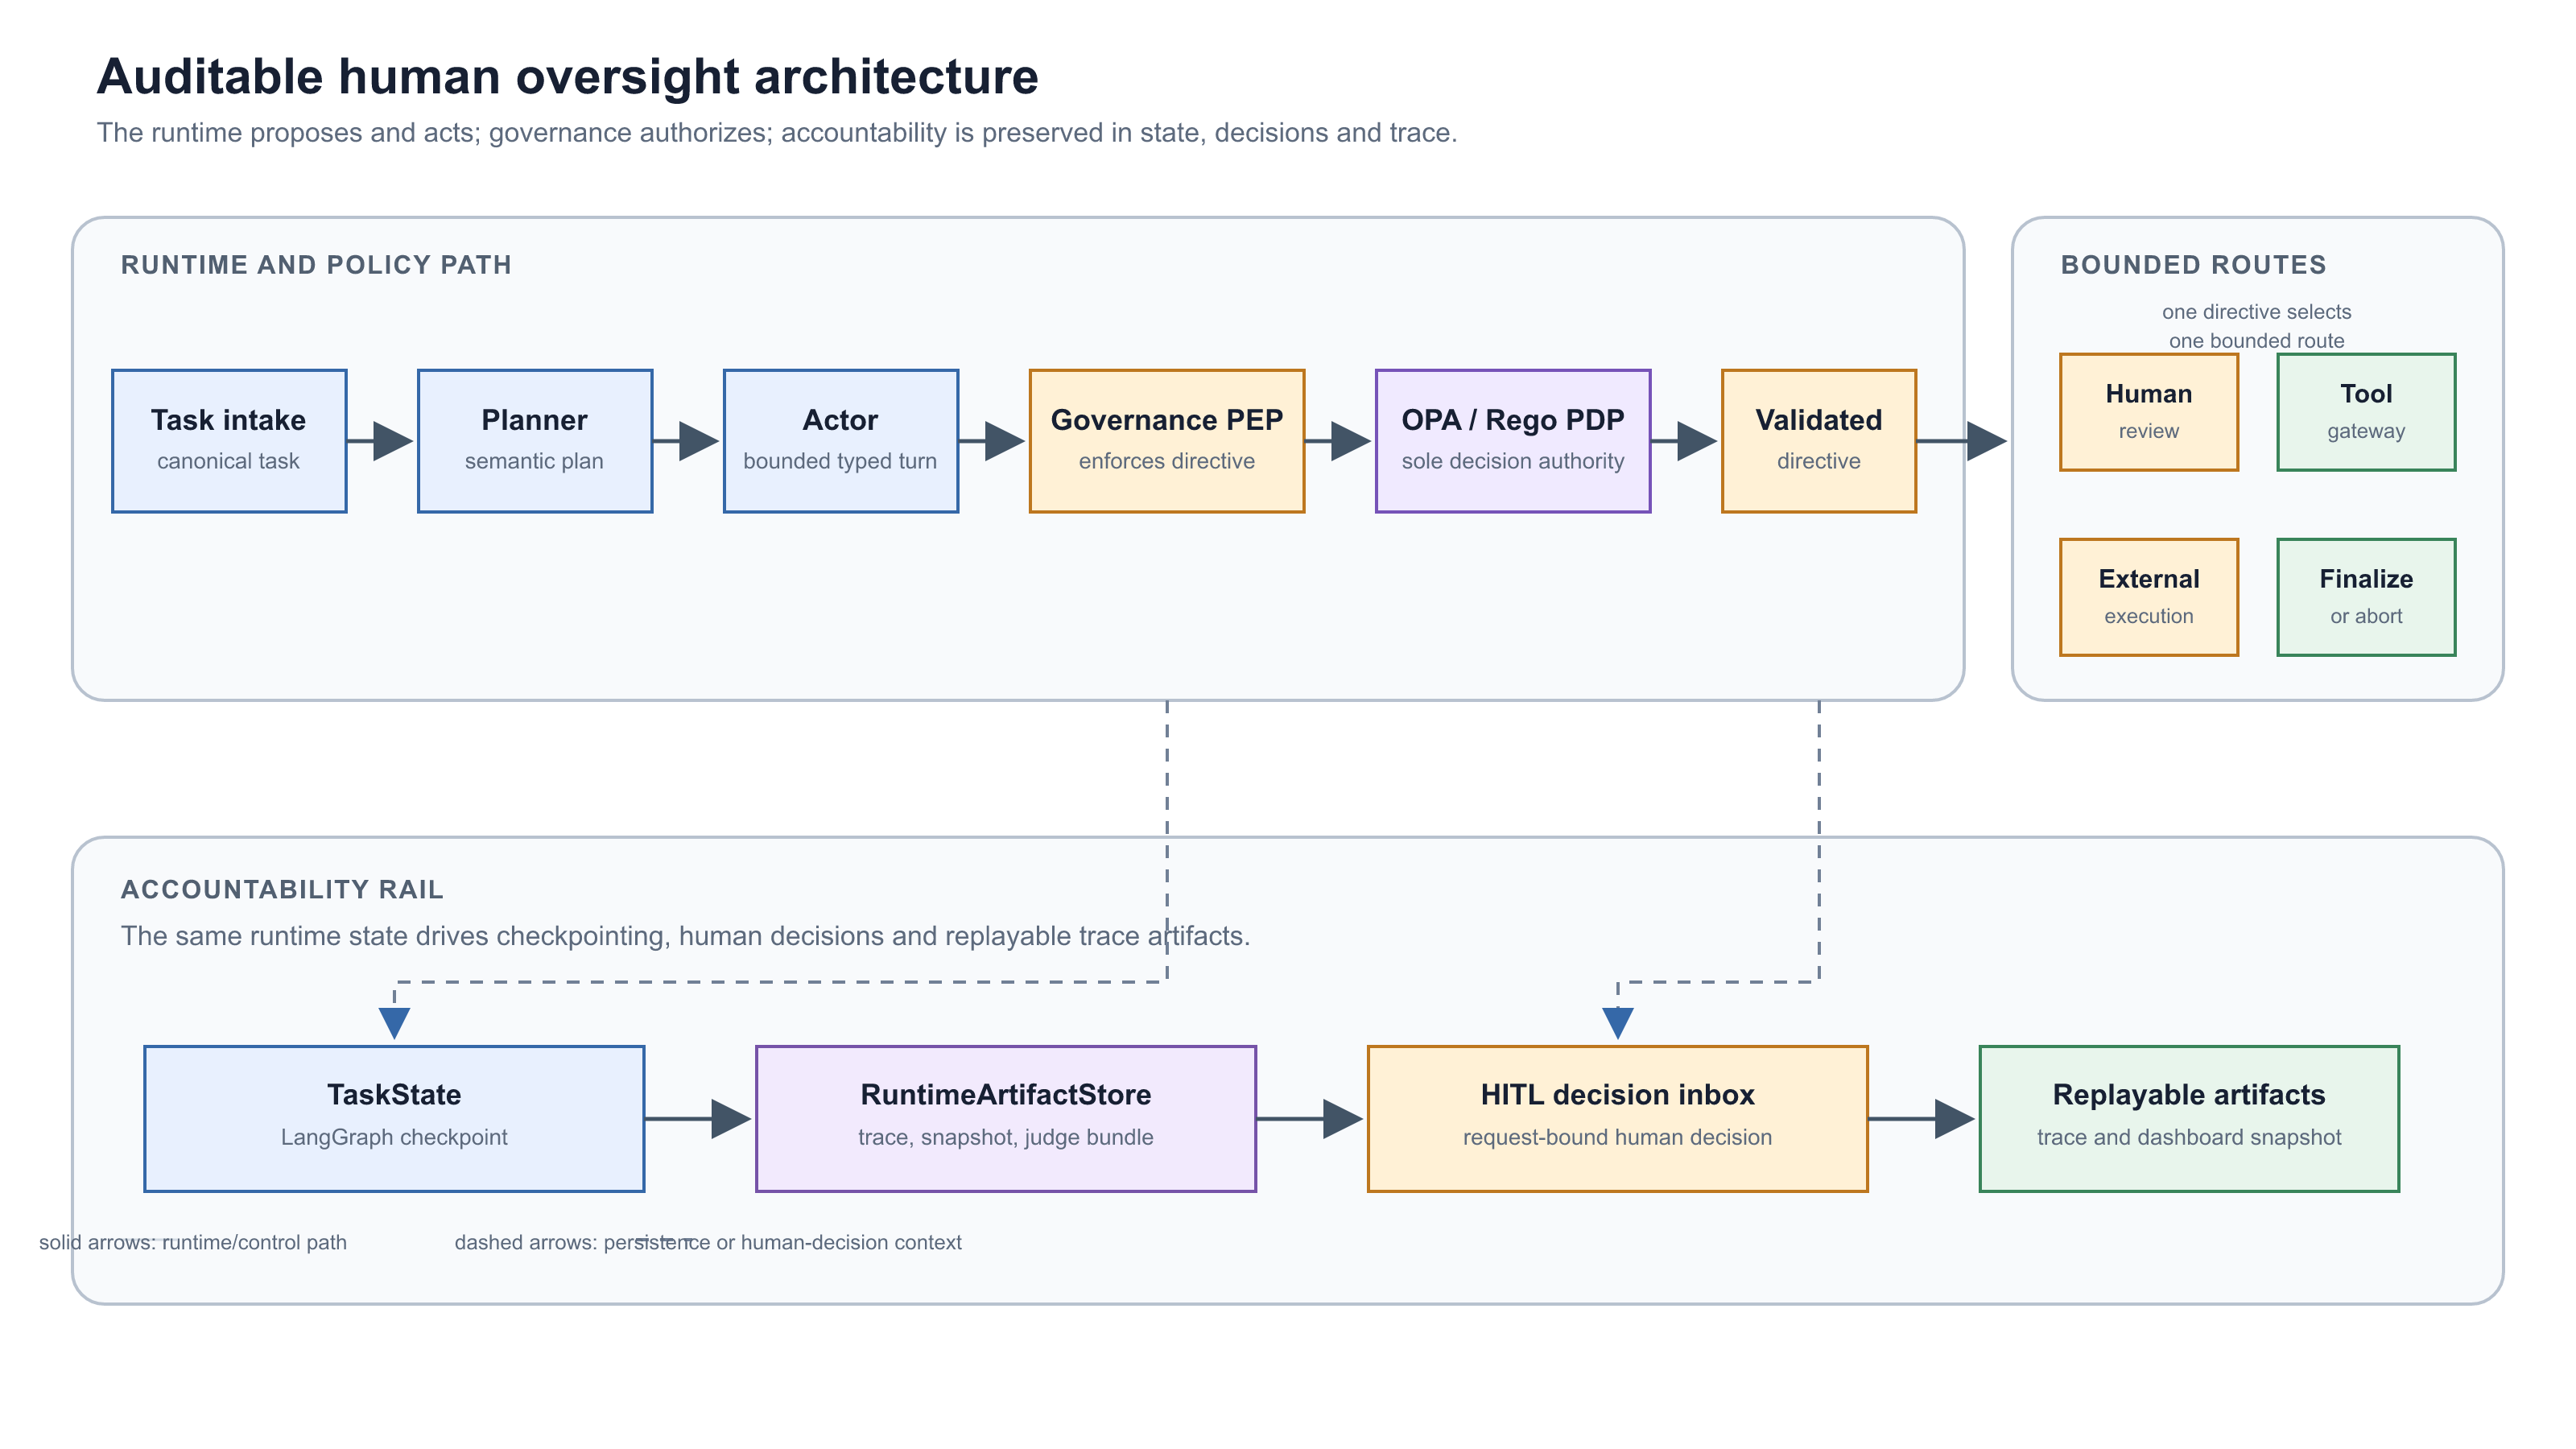 Auditable human oversight architecture
The runtime proposes and acts; governance authorizes; accountability is preserved in state, decisions and trace.
RUNTIME AND POLICY PATH
Task intake
canonical task
Planner
semantic plan
Actor
bounded typed turn
Governance PEP
enforces directive
OPA / Rego PDP
sole decision authority
Validated
directive
BOUNDED ROUTES
one directive selects
one bounded route
Human
review
Tool
gateway
External
execution
Finalize
or abort
ACCOUNTABILITY RAIL
The same runtime state drives checkpointing, human decisions and replayable trace artifacts.
TaskState
LangGraph checkpoint
RuntimeArtifactStore
trace, snapshot, judge bundle
HITL decision inbox
request-bound human decision
Replayable artifacts
trace and dashboard snapshot
solid arrows: runtime/control path
dashed arrows: persistence or human-decision context